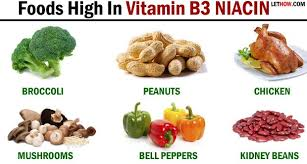 Foods High In Vitamin B3 NIACIN
LETHOW.COM
BROCCOLI
PEANUTS
CHICKEN
MUSHROOMS
BELL PEPPERS
KIDNEY BEANS